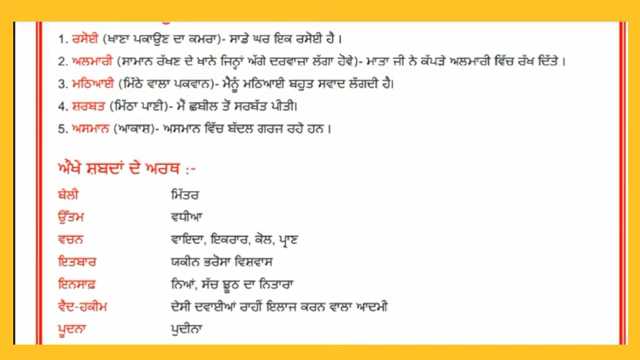 1. ਰਸੋਈ (ਖਾਣਾ ਪਕਾਉਣ ਦਾ ਕਮਰਾ)- ਸਾਡੇ ਘਰ ਇਕ ਰਸੋਈ ਹੈ ।
2. ਅਲਮਾਰੀ (ਸਾਮਾਨ ਰੱਖਣ ਦੇ ਖਾਨੇ ਜਿਨ੍ਹਾਂ ਅੱਗੇ ਦਰਵਾਜ਼ਾ ਲੱਗਾ ਹੋਵੇ)- ਮਾਤਾ ਜੀ ਨੇ ਕੱਪੜੇ ਅਲਮਾਰੀ ਵਿੱਚ ਰੱਖ ਦਿੱਤੇ ।
3. ਮਠਿਆਈ (ਮਿੱਠੇ ਵਾਲਾ ਪਕਵਾਨ)- ਮੈਨੂੰ ਮਠਿਆਈ ਬਹੁਤ ਸਵਾਦ ਲੱਗਦੀ ਹੈ।
4. ਸ਼ਰਬਤ (ਮਿੱਠਾ ਪਾਣੀ)- ਮੈਂ ਛਬੀਲ ਤੋਂ ਸਰਬੱਤ ਪੀਤੀ।
5. ਅਸਮਾਨ (ਆਕਾਸ਼)- ਅਸਮਾਨ ਵਿੱਚ ਬੱਦਲ ਗਰਜ ਰਹੇ ਹਨ ।
ਔਖੇ ਸ਼ਬਦਾਂ ਦੇ ਅਰਥ :-
ਬੇਲੀ ਮਿੱਤਰ
ਉੱਤਮ ਵਧੀਆ
ਵਚਨ ਵਾਇਦਾ, ਇਕਰਾਰ, ਕੋਲ, ਪ੍ਰਾਣ
ਇਤਬਾਰ ਯਕੀਨ ਭਰੋਸਾ ਵਿਸ਼ਵਾਸ
ਇਨਸਾਫ਼ ਨਿਆਂ, ਸੱਚ ਝੂਠ ਦਾ ਨਿਤਾਰਾ
ਵੈਦ-ਹਕੀਮ ਦੇਸੀ ਦਵਾਈਆਂ ਰਾਹੀਂ ਇਲਾਜ ਕਰਨ ਵਾਲਾ ਆਦਮੀ
ਪੂਦਨਾ ਪੁਦੀਨਾ